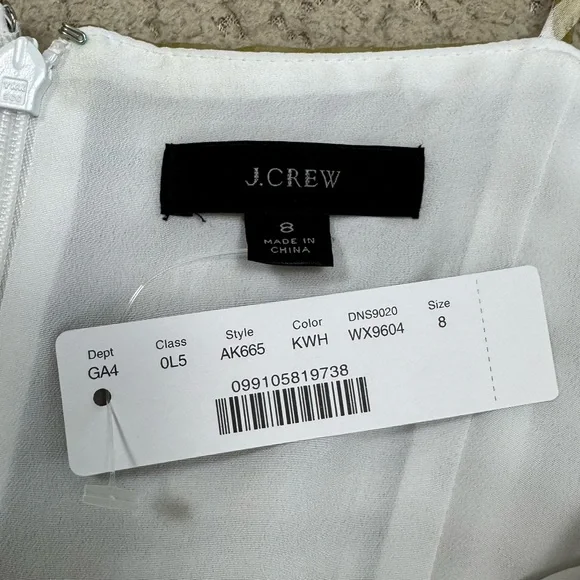 J.CREW
8
MADE IN
CHINA
Dept Class Style Color DNS9020 Size
GA4 0L5 AK665 KWH WX9604 8
099105819738